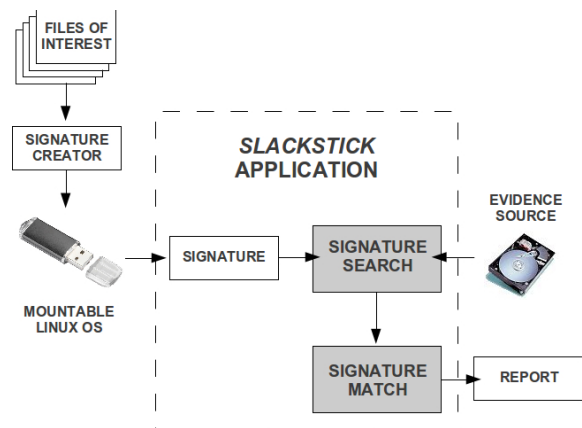 FILES OF
INTEREST
SIGNATURE
CREATOR
MOUNTABLE
LINUX OS
SLACKSTICK
APPLICATION
SIGNATURE
SIGNATURE
SEARCH
EVIDENCE
SOURCE
SIGNATURE
MATCH
REPORT